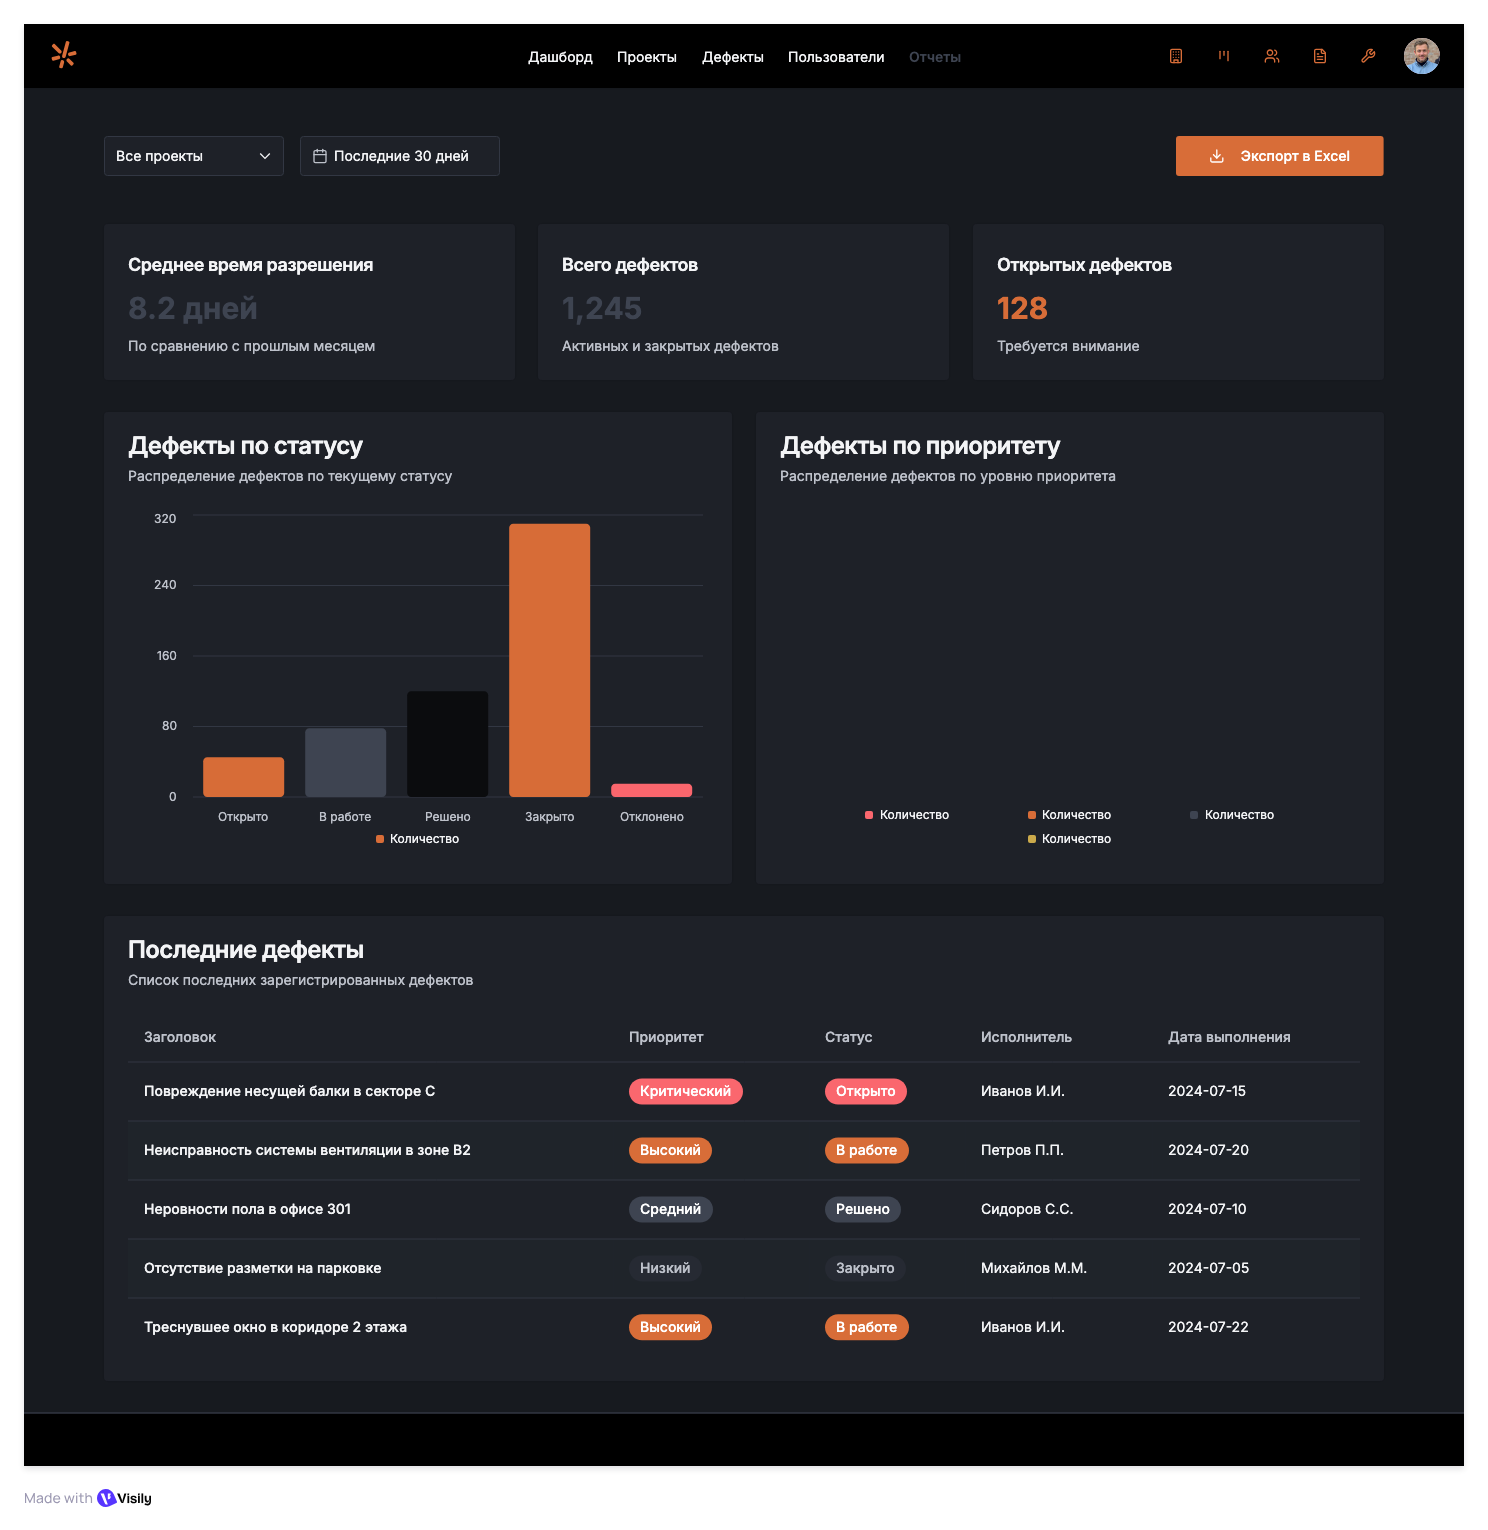 Дашборд Проекты Дефекты Пользователи Отчеты
Все проекты Последние 30 дней Экспорт в Excel
Среднее время разрешения
8.2 дней
По сравнению с прошлым месяцем
Всего дефектов
1,245
Активных и закрытых дефектов
Открытых дефектов
128
Требуется внимание
Дефекты по статусу
Распределение дефектов по текущему статусу
320
240
160
80
0
Открыто В работе Решено Закрыто Отклонено
Количество
Дефекты по приоритету
Распределение дефектов по уровню приоритета
Количество Количество Количество
Количество
Последние дефекты
Список последних зарегистрированных дефектов
Заголовок Приоритет Статус Исполнитель Дата выполнения
Повреждение несущей балки в секторе С Критический Открыто Иванов И.И. 2024-07-15
Неисправность системы вентиляции в зоне В2 Высокий В работе Петров П.П. 2024-07-20
Неровности пола в офисе 301 Средний Решено Сидоров С.С. 2024-07-10
Отсутствие разметки на парковке Низкий Закрыто Михайлов М.М. 2024-07-05
Треснувшее окно в коридоре 2 этажа Высокий В работе Иванов И.И. 2024-07-22
Made with Visily